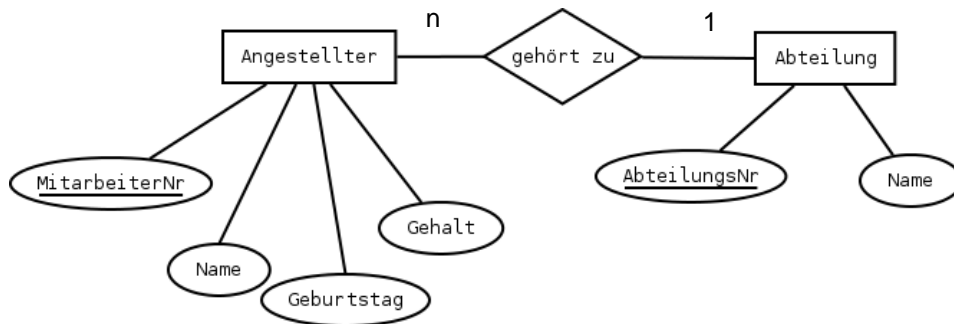 n
1
Angestellter
gehört zu
Abteilung
MitarbeiterNr
AbteilungsNr
Name
Gehalt
Name
Geburtstag